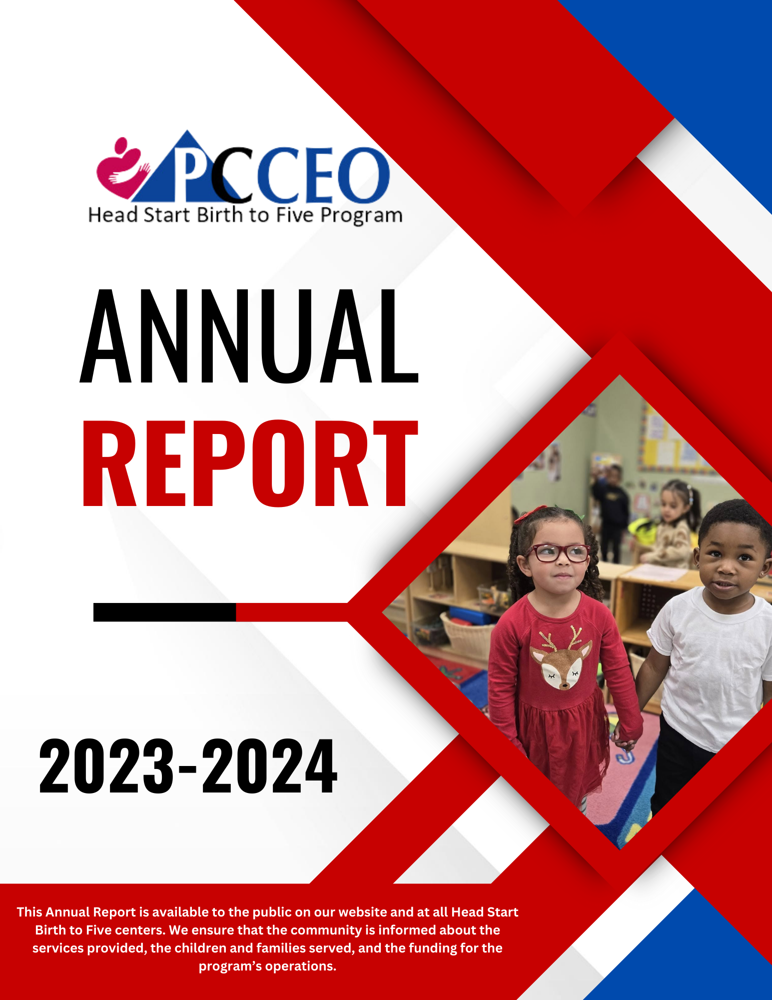 PCCEO
Head Start Birth to Five Program
ANNUAL
REPORT
2023-2024
This Annual Report is available to the public on our website and at all Head Start
Birth to Five centers. We ensure that the community is informed about the
services provided, the children and families served, and the funding for the
program’s operations.